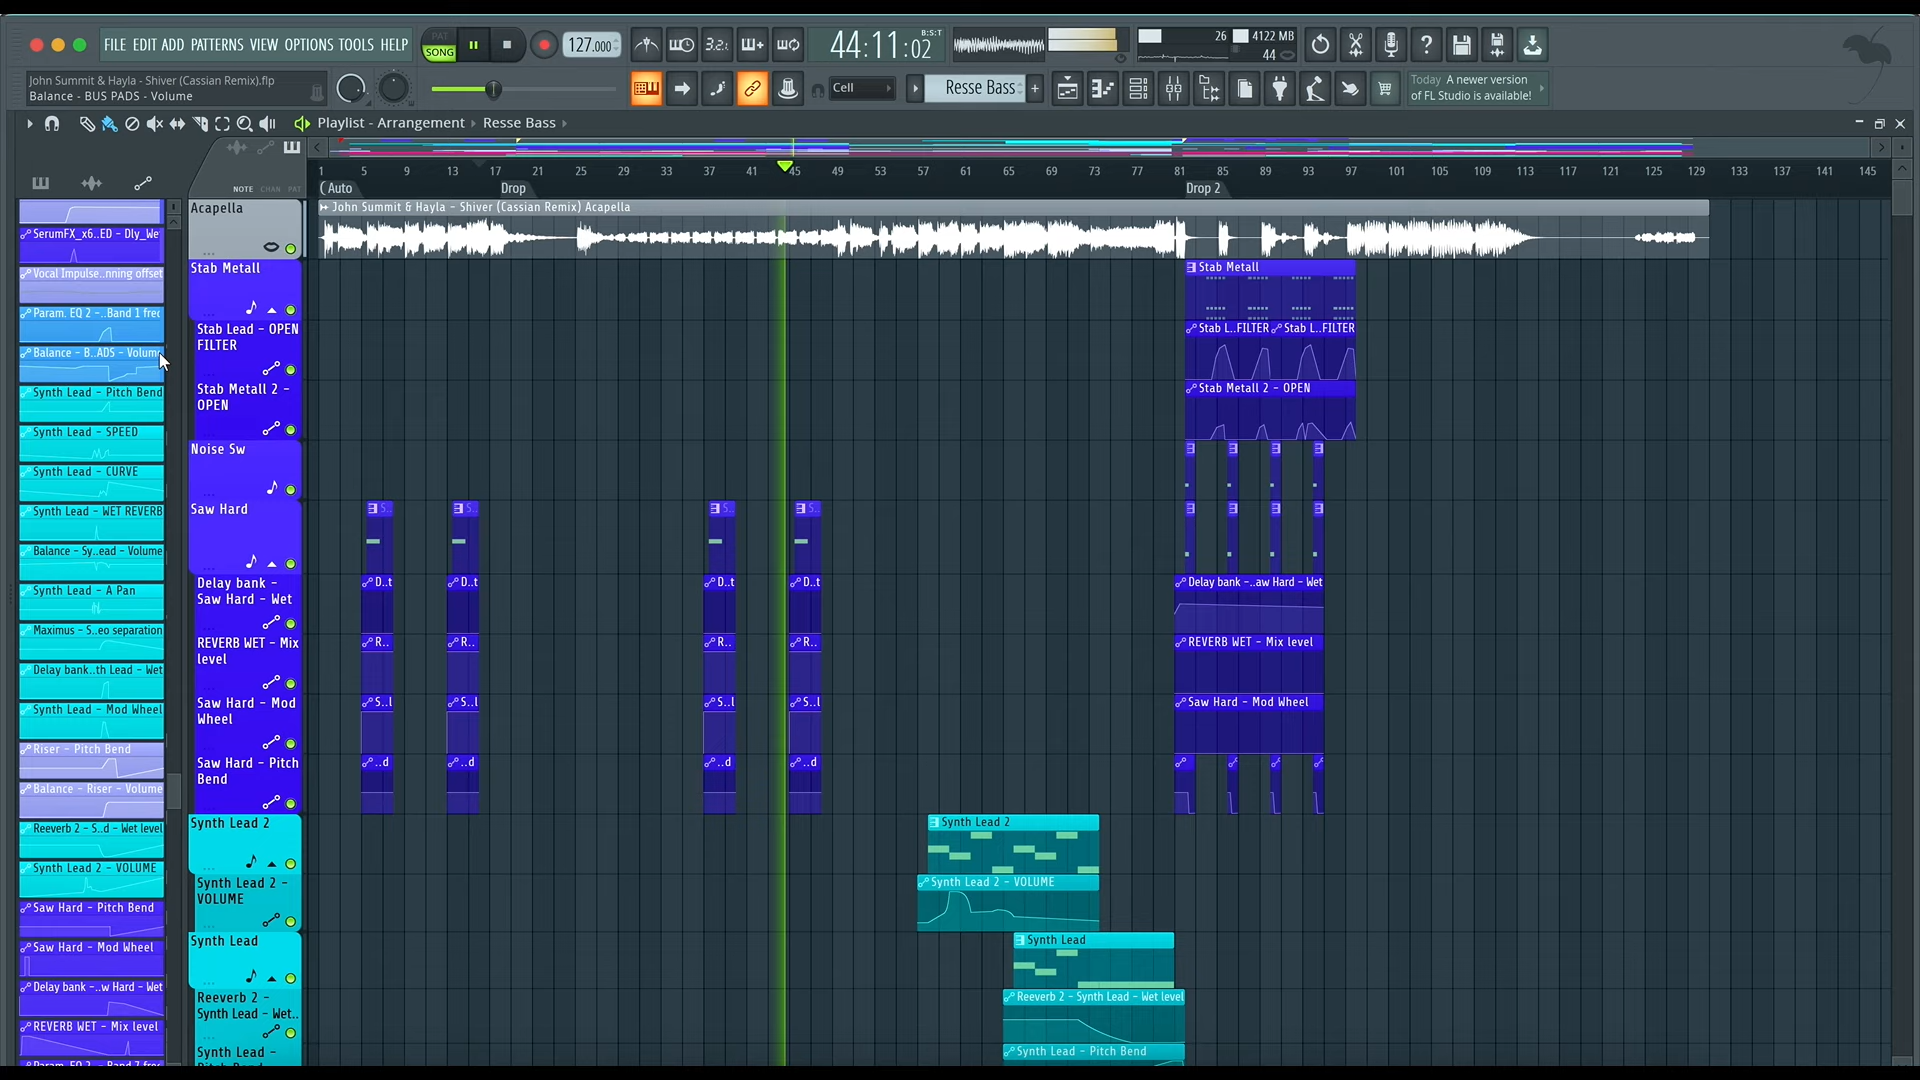 FILE EDIT ADD PATTERNS VIEW OPTIONS TOOLS HELP
PAT
SONG
127.000
3.2.
44:11:02
B:S:T
26
4122 MB
44
John Summit & Hayla - Shiver (Cassian Remix).flp
Balance - BUS PADS - Volume
Cell
Resse Bass
+
Today A newer version
of FL Studio is available!
Playlist - Arrangement
Resse Bass
NOTE CHAN PAT
1 5 9 13 17 21 25 29 33 37 41 45 49 53 57 61 65 69 73 77 81 85 89 93 97 101 105 109 113 117 121 125 129 133 137 141 145
(Auto
Drop
Drop 2
SerumFX_x6..ED - Dly_We
Vocal Impulse..nning offset
Param. EQ 2 -..Band 1 freq
Balance - B..ADS - Volume
Synth Lead - Pitch Bend
Synth Lead - SPEED
Synth Lead - CURVE
Synth Lead - WET REVERB
Balance - Sy..ead - Volume
Synth Lead - A Pan
Maximus - S..eo separation
Delay bank..th Lead - Wet
Synth Lead - Mod Wheel
Riser - Pitch Bend
Balance - Riser - Volume
Reeverb 2 - S..d - Wet level
Synth Lead 2 - VOLUME
Saw Hard - Pitch Bend
Saw Hard - Mod Wheel
Delay bank -..w Hard - Wet
REVERB WET - Mix level
Param. EQ 2 - Band 7 freq
Acapella
John Summit & Hayla - Shiver (Cassian Remix) Acapella
Stab Metall
Stab Metall
Stab Lead - OPEN
FILTER
Stab L..FILTER
Stab L..FILTER
Stab Metall 2 -
OPEN
Stab Metall 2 - OPEN
Noise Sw
Saw Hard
S..
S..
S..
S..
Delay bank -
Saw Hard - Wet
D..t
D..t
D..t
D..t
Delay bank -..aw Hard - Wet
REVERB WET - Mix
level
R..
R..
R..
R..
REVERB WET - Mix level
Saw Hard - Mod
Wheel
S..l
S..l
S..l
S..l
Saw Hard - Mod Wheel
Saw Hard - Pitch
Bend
..d
..d
..d
..d
Synth Lead 2
Synth Lead 2
Synth Lead 2 -
VOLUME
Synth Lead 2 - VOLUME
Synth Lead
Synth Lead
Reeverb 2 -
Synth Lead - Wet..
Reeverb 2 - Synth Lead - Wet level
Synth Lead -
Synth Lead - Pitch Bend